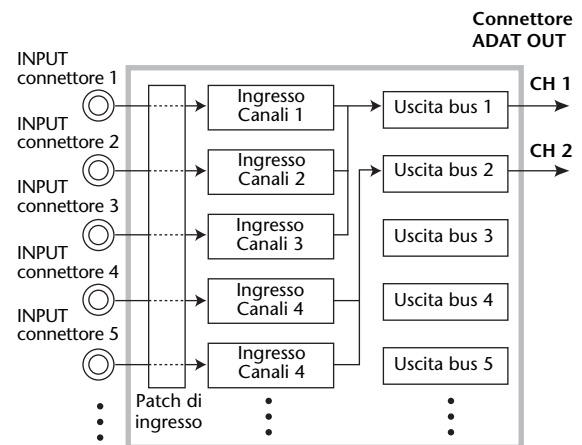 Connettore
ADAT OUT
INPUT
connettore 1
Ingresso
Canali 1
Uscita bus 1
CH 1
INPUT
connettore 2
Ingresso
Canali 2
Uscita bus 2
CH 2
INPUT
connettore 3
Ingresso
Canali 3
Uscita bus 3
INPUT
connettore 4
Ingresso
Canali 4
Uscita bus 4
INPUT
connettore 5
Ingresso
Canali 4
Uscita bus 5
Patch di
ingresso